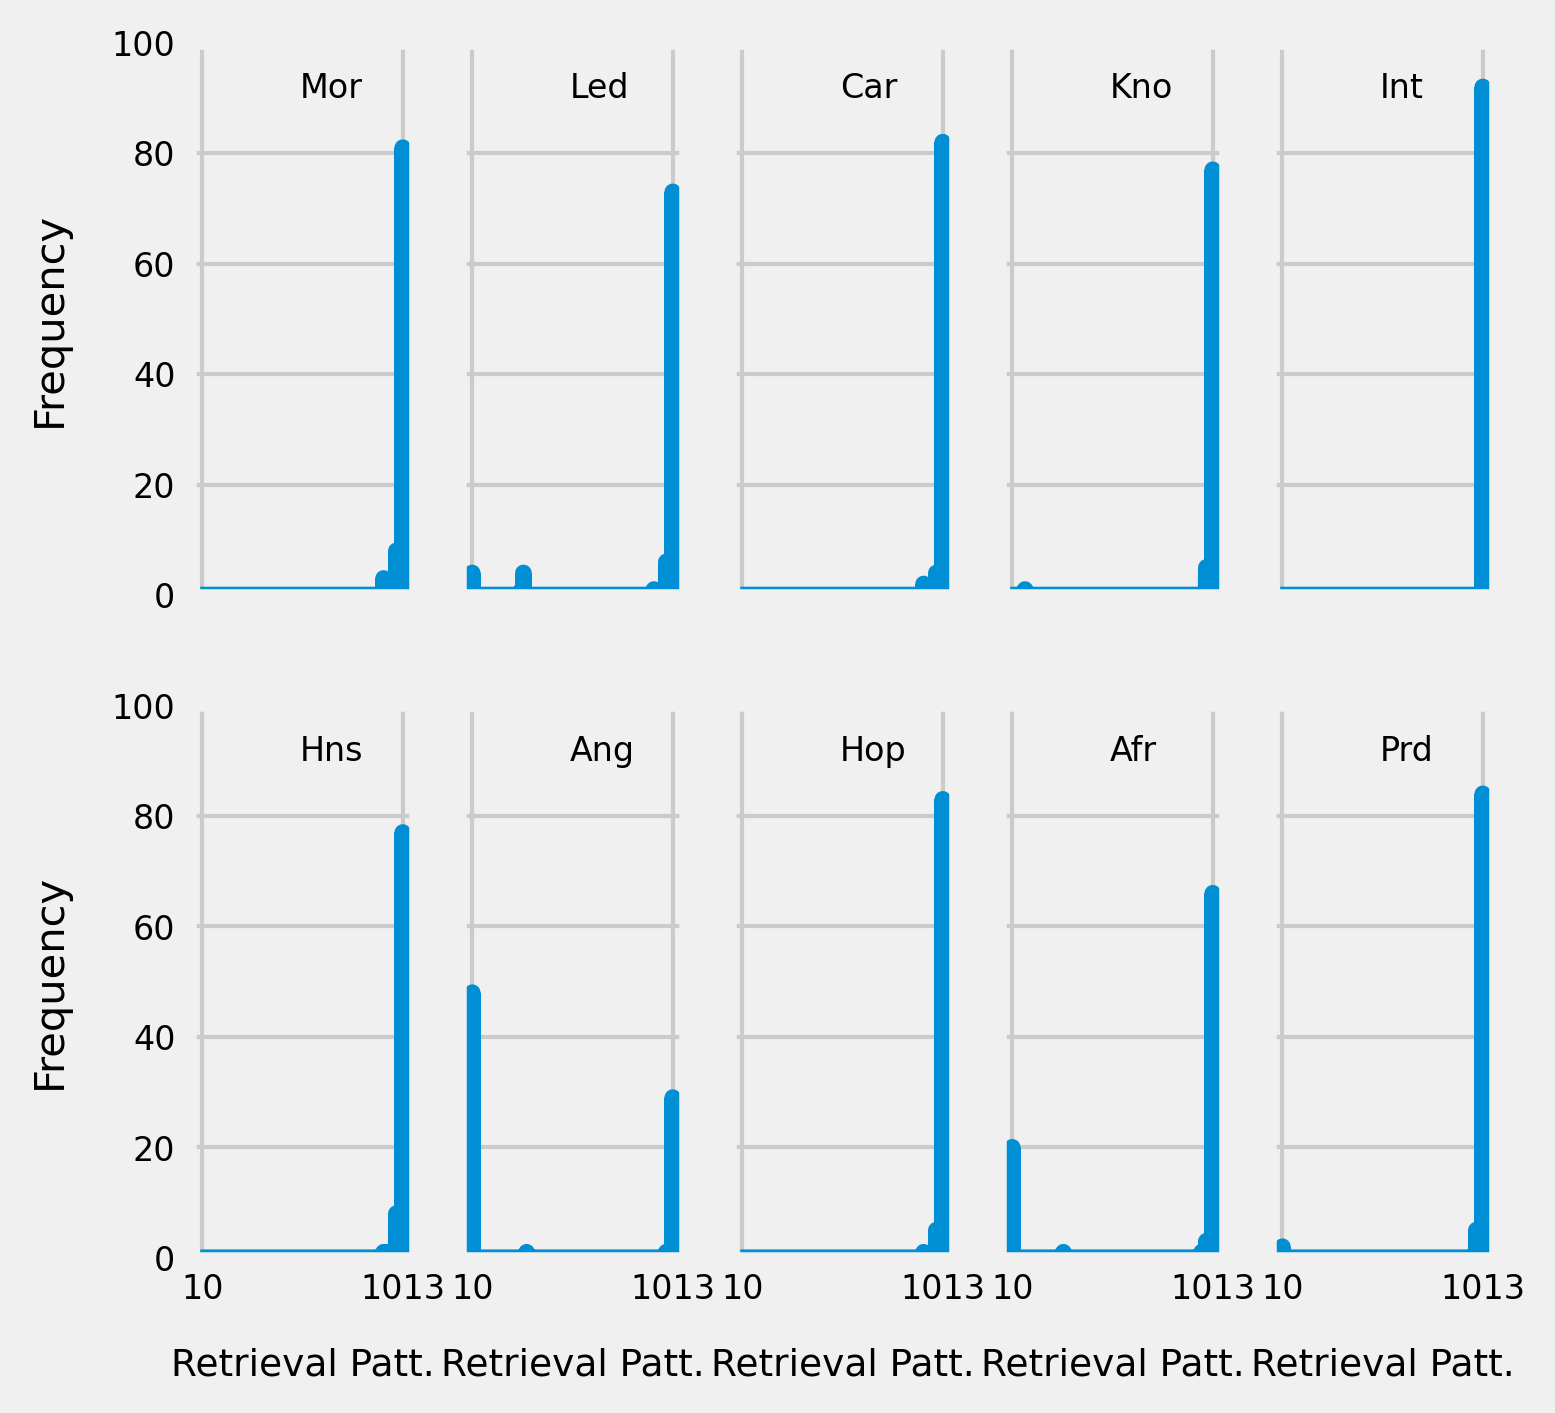 100
Mor Led Car Kno Int
80
60
Frequency
40
20
0
100
Hns Ang Hop Afr Prd
80
60
Frequency
40
20
0
10 1013 10 1013 10 1013 10 1013 10 1013
Retrieval Patt. Retrieval Patt. Retrieval Patt. Retrieval Patt. Retrieval Patt.